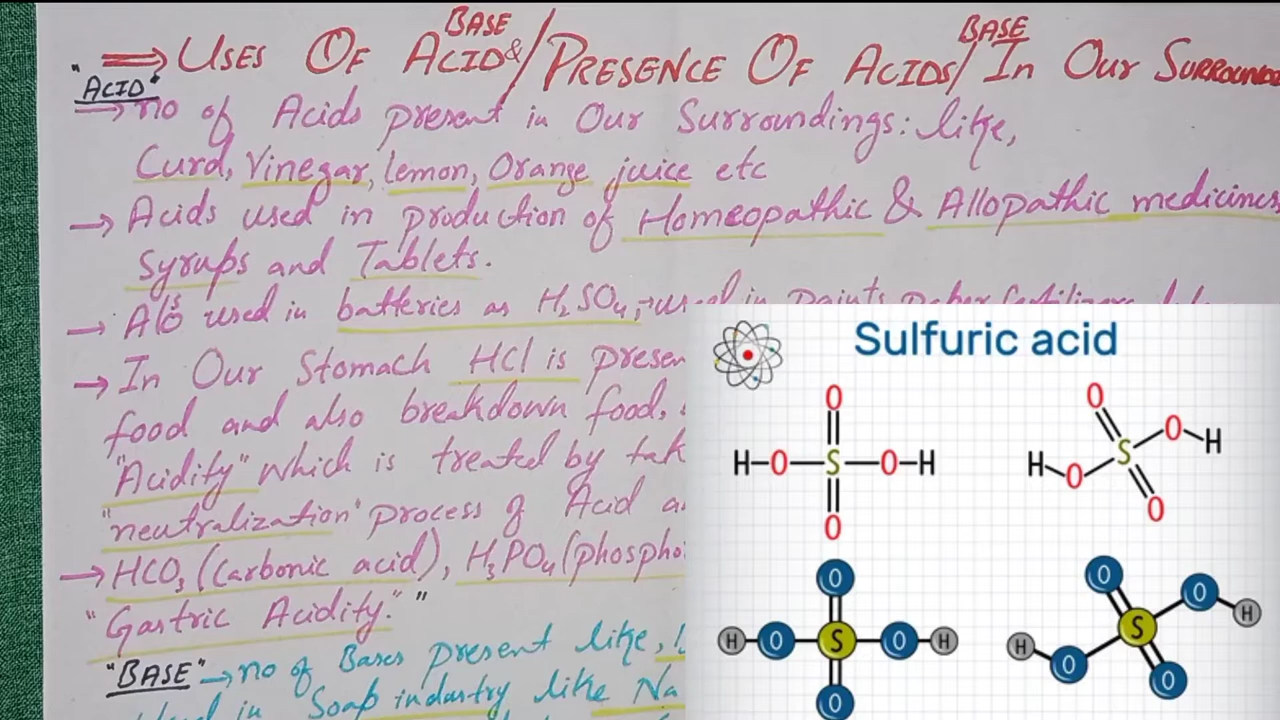 BASE BASE
⇒ USES OF ACID&/PRESENCE OF ACIDS/In Our SURROUND
"ACID"
→ no of Acids present in Our Surroundings: like,
Curd, Vinegar, lemon, Orange juice etc
→ Acids used in production of Homeopathic & Allopathic medicines,
Syrups and Tablets.
→ Also used in batteries as H₂SO₄, used in paints, paper
→ In Our Stomach HCl is presen
food and also breakdown food,
"Acidity" which is treated by tak
"neutralization" process of Acid a
→ HCO₃ (Carbonic acid), H₃PO₄ (phospho
"Gastric Acidity." "
"BASE" → no of Bases present like,
Used in Soap industry like Na
Sulfuric acid
O O
H-O-S-O-H H-O S O-H
O O
O O
H O S O H H O S O H
O O